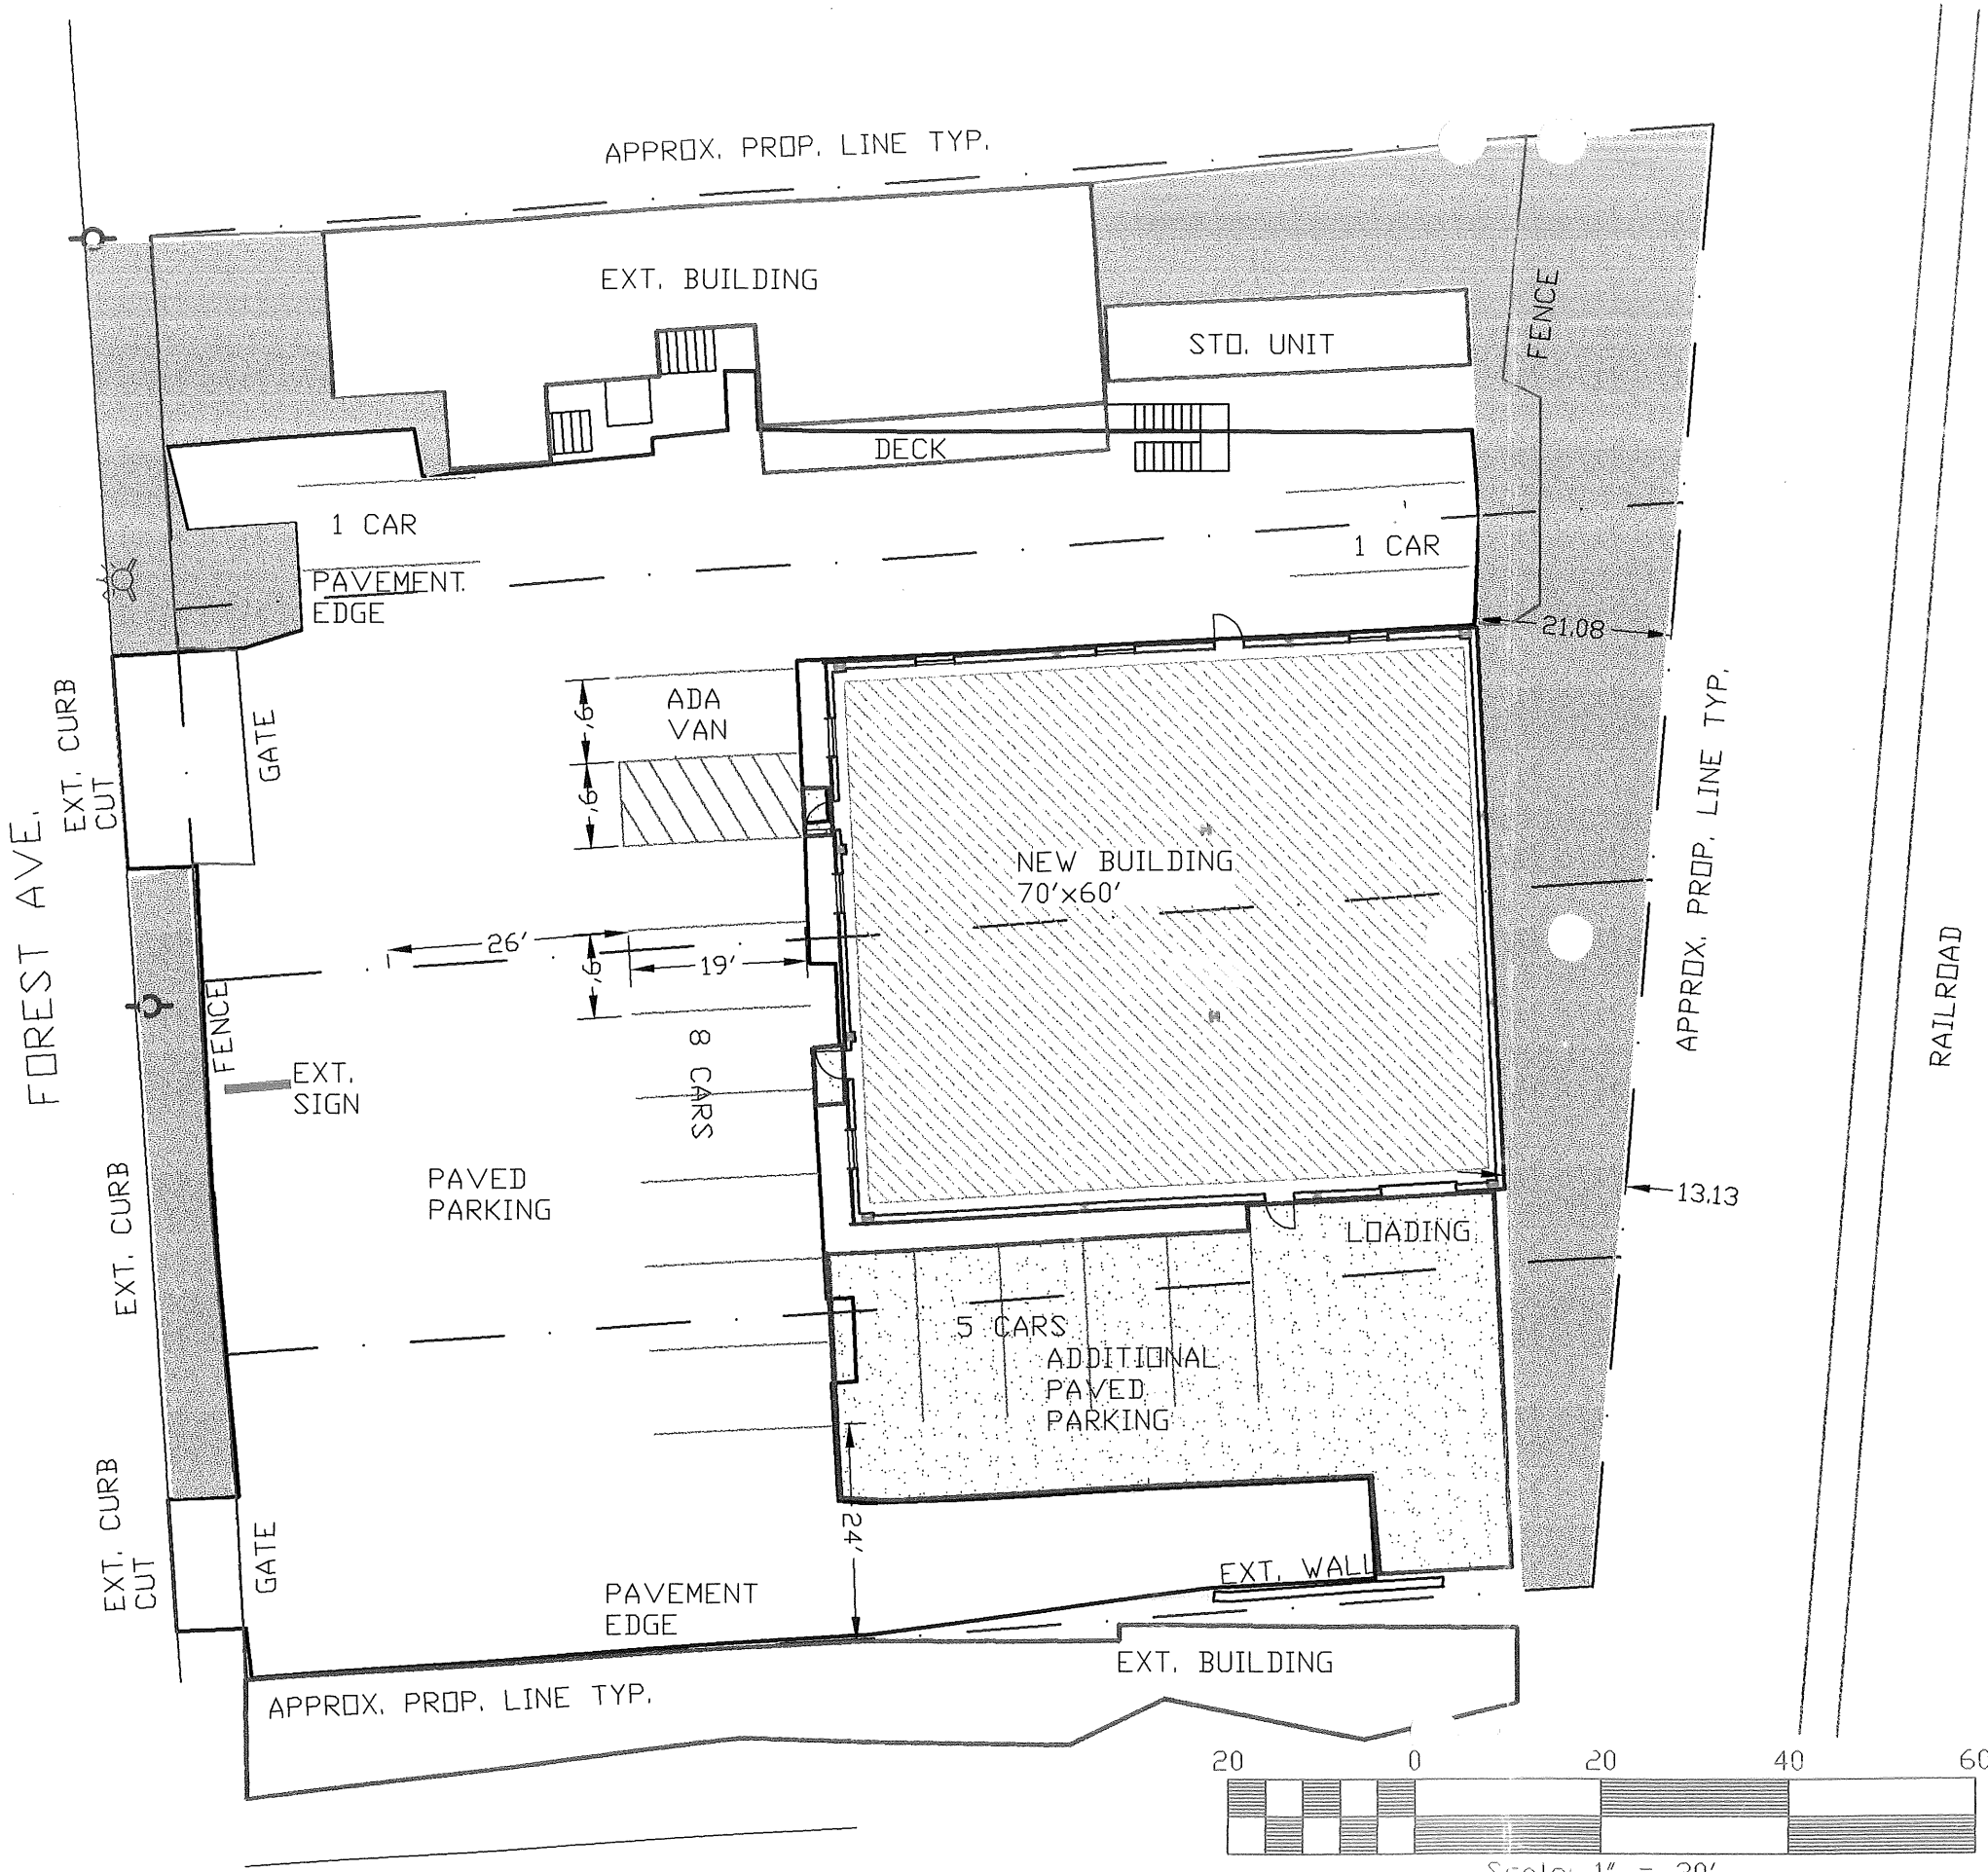 APPROX. PROP. LINE TYP.
EXT. BUILDING
STO. UNIT
FENCE
DECK
1 CAR
1 CAR
PAVEMENT
EDGE
21.08
EXT. CURB
CUT
GATE
9'
ADA
VAN
9'
FOREST AVE.
NEW BUILDING
70'x60'
APPROX. PROP. LINE TYP.
RAILROAD
26'
19'
9'
FENCE
8 CARS
EXT.
SIGN
EXT. CURB
PAVED
PARKING
13.13
LOADING
5 CARS
ADDITIONAL
PAVED
PARKING
EXT. CURB
CUT
GATE
24'
EXT. WALL
PAVEMENT
EDGE
EXT. BUILDING
APPROX. PROP. LINE TYP.
20 0 20 40 60
Scale: 1" = 20'